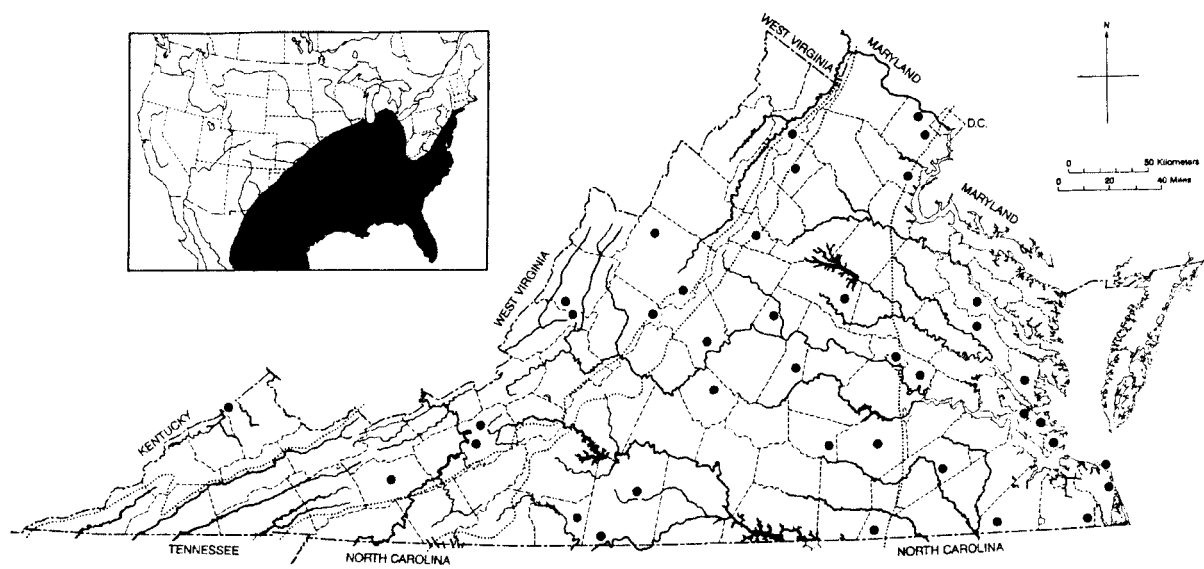 WEST VIRGINIA
MARYLAND
N
D.C.
0 50 Kilometers
0 20 40 Miles
MARYLAND
WEST VIRGINIA
KENTUCKY
TENNESSEE
NORTH CAROLINA
NORTH CAROLINA